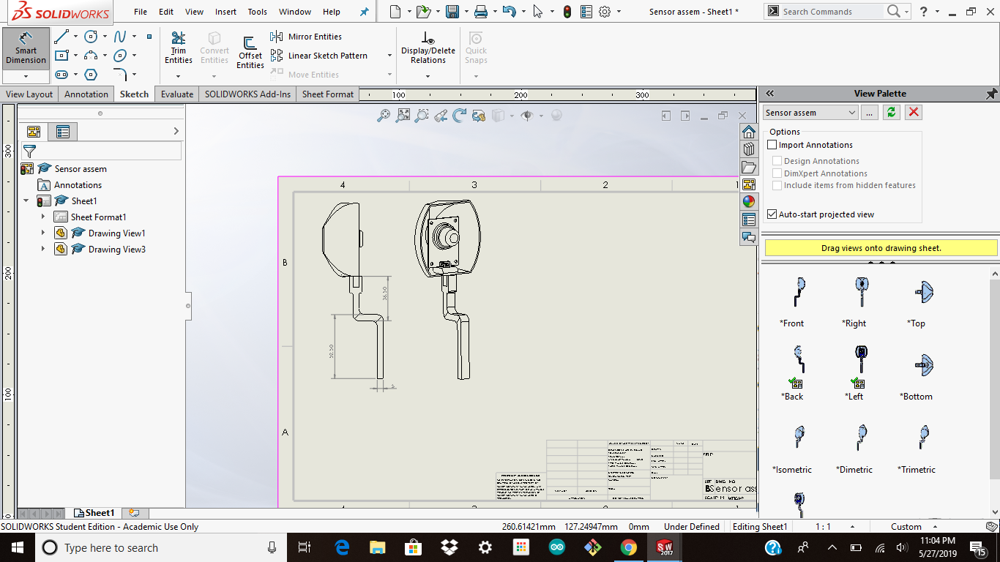 SOLIDWORKS
File Edit View Insert Tools Window Help
Sensor assem - Sheet1 *
Search Commands
Smart Dimension
Trim Entities
Convert Entities
Offset Entities
Mirror Entities
Linear Sketch Pattern
Move Entities
Display/Delete Relations
Quick Snaps
View Layout Annotation Sketch Evaluate SOLIDWORKS Add-Ins Sheet Format
100 200 300
View Palette
Sensor assem
...
Options
Import Annotations
Design Annotations
DimXpert Annotations
Include items from hidden features
Auto-start projected view
Drag views onto drawing sheet.
*Front *Right *Top
*Back *Left *Bottom
*Isometric *Dimetric *Trimetric
Sensor assem
Annotations
Sheet1
Sheet Format1
Drawing View1
Drawing View3
300
200
100
4 3 2 1
B
A
36.50
52.50
Sensor ass
4 3 2 1
Sheet1
SOLIDWORKS Student Edition - Academic Use Only
260.61421mm 127.24947mm 0mm Under Defined Editing Sheet1 1 : 1 Custom
Type here to search
SW 2017
11:04 PM
5/27/2019
15